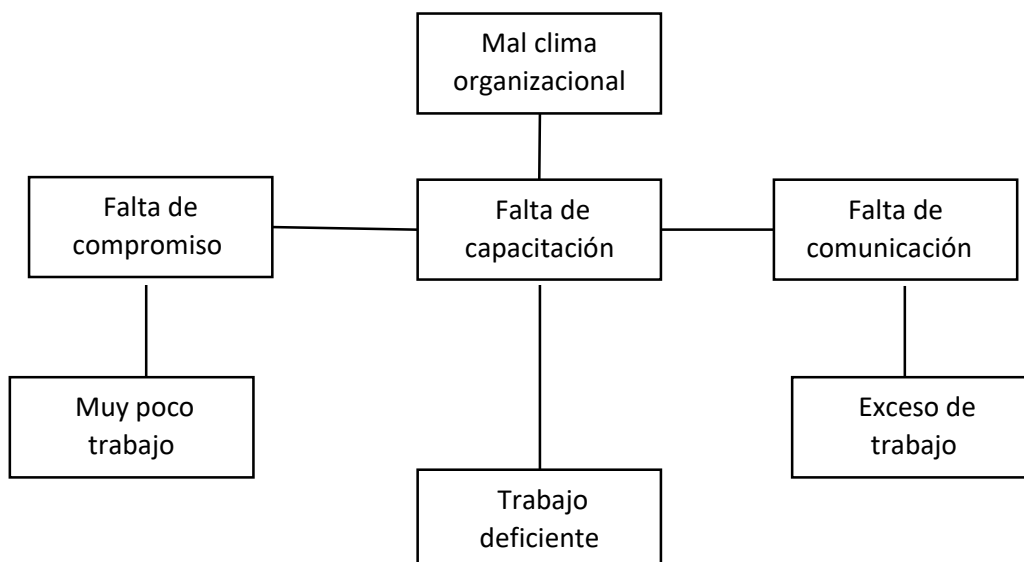 Mal clima
organizacional
Falta de
compromiso
Falta de
capacitación
Falta de
comunicación
Muy poco
trabajo
Exceso de
trabajo
Trabajo
deficiente